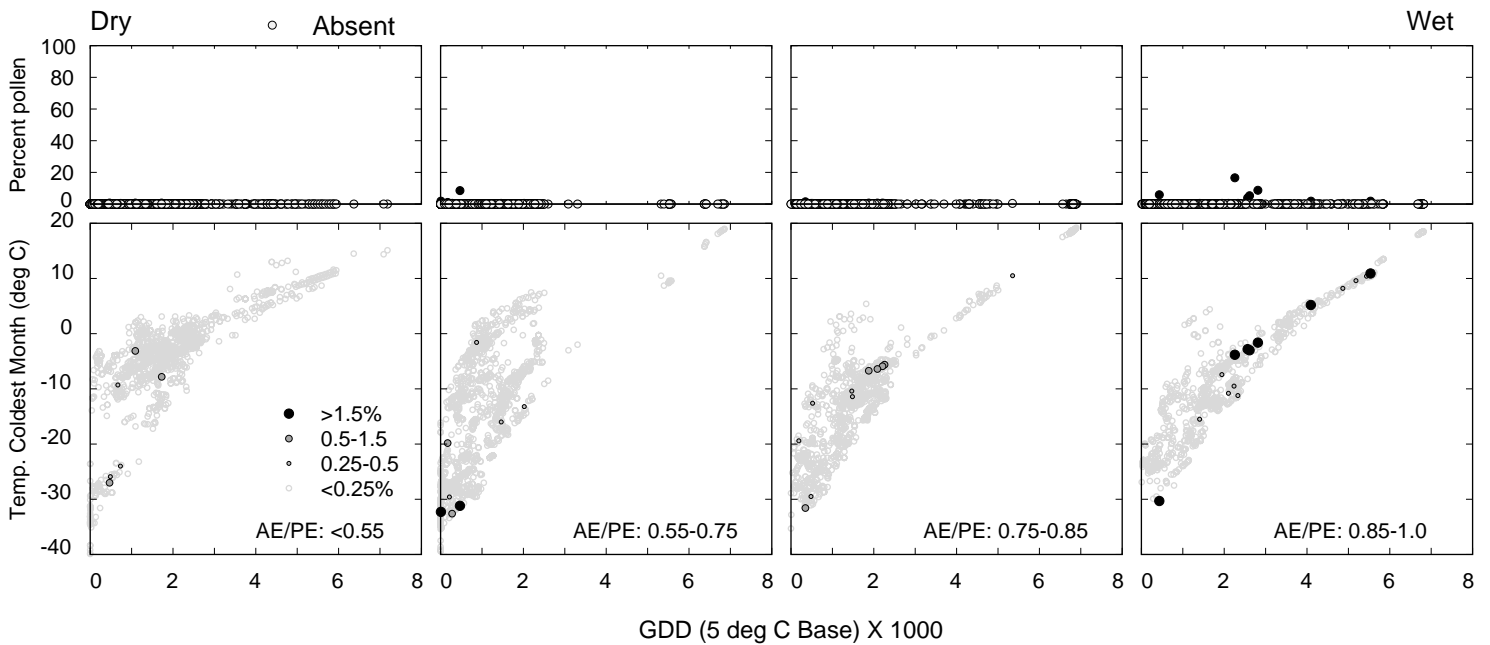 Dry
Absent
Wet
Percent pollen
100
80
60
40
20
0
Temp. Coldest Month (deg C)
20
10
0
-10
-20
-30
-40
>1.5%
0.5-1.5
0.25-0.5
<0.25%
AE/PE: <0.55
AE/PE: 0.55-0.75
AE/PE: 0.75-0.85
AE/PE: 0.85-1.0
0 2 4 6 8 0 2 4 6 8 0 2 4 6 8 0 2 4 6 8
GDD (5 deg C Base) X 1000